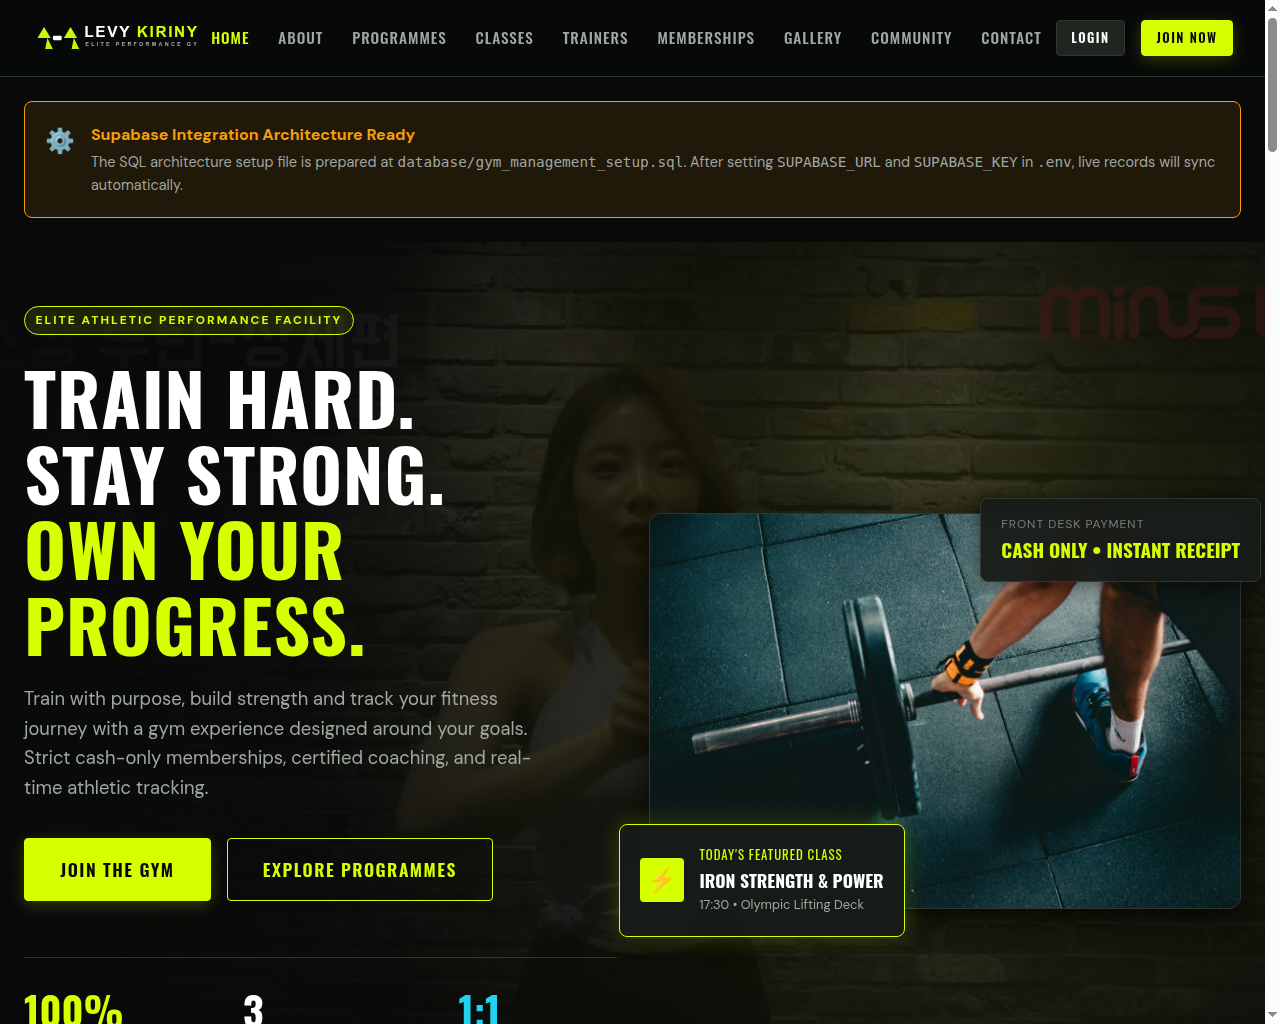 LEVY KIRINY
ELITE PERFORMANCE GY
HOME
ABOUT
PROGRAMMES
CLASSES
TRAINERS
MEMBERSHIPS
GALLERY
COMMUNITY
CONTACT
LOGIN
JOIN NOW
Supabase Integration Architecture Ready
The SQL architecture setup file is prepared at database/gym_management_setup.sql. After setting SUPABASE_URL and SUPABASE_KEY in .env, live records will sync
automatically.
minus
ELITE ATHLETIC PERFORMANCE FACILITY
TRAIN HARD.
STAY STRONG.
OWN YOUR
PROGRESS.
FRONT DESK PAYMENT
CASH ONLY • INSTANT RECEIPT
Train with purpose, build strength and track your fitness
journey with a gym experience designed around your goals.
Strict cash-only memberships, certified coaching, and real-
time athletic tracking.
JOIN THE GYM
EXPLORE PROGRAMMES
TODAY'S FEATURED CLASS
IRON STRENGTH & POWER
17:30 • Olympic Lifting Deck
100%
3
1:1